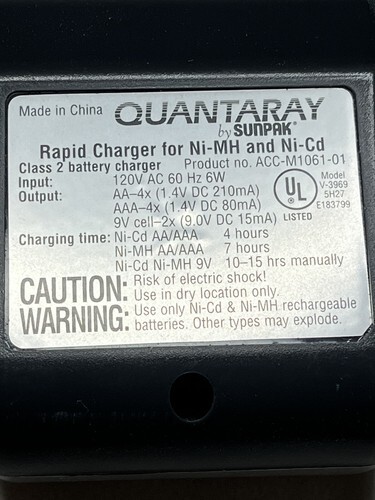 Made in China QUANTARAY
by SUNPAK®
Rapid Charger for Ni-MH and Ni-Cd
Class 2 battery charger Product no. ACC-M1061-01
Input: 120V AC 60 Hz 6W
Output: AA-4x (1.4V DC 210mA)
AAA-4x (1.4V DC 80mA)
9V cell-2x (9.0V DC 15mA)
UL
®
LISTED
Model
V-3969
5H27
E183799
Charging time: Ni-Cd AA/AAA 4 hours
Ni-MH AA/AAA 7 hours
Ni-Cd Ni-MH 9V 10-15 hrs manually
CAUTION: Risk of electric shock!
Use in dry location only.
WARNING: Use only Ni-Cd & Ni-MH rechargeable
batteries. Other types may explode.